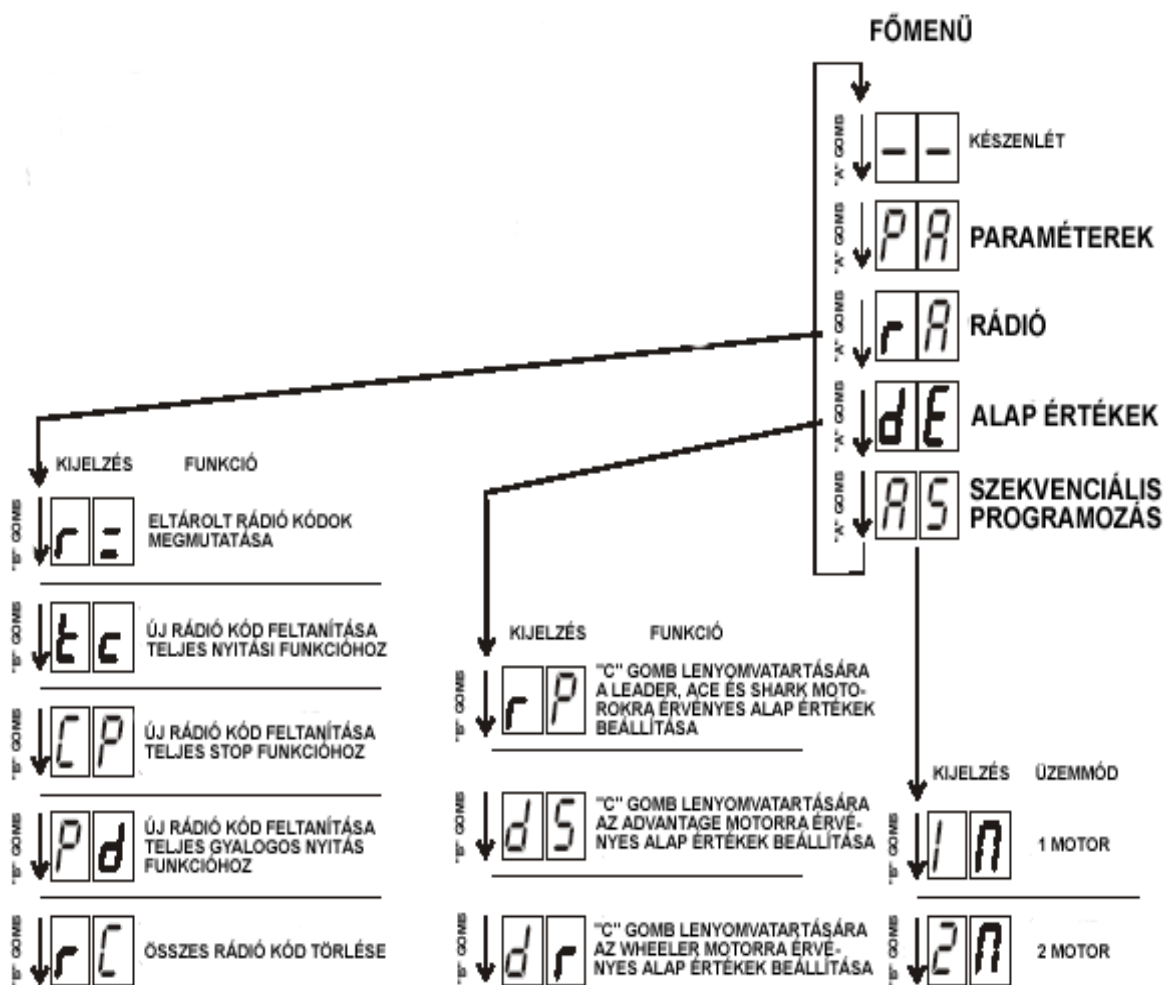 FŐMENÜ
"A" GOMB
-- KÉSZENLÉT
"A" GOMB
PA PARAMÉTEREK
"A" GOMB
rA RÁDIÓ
"A" GOMB
dE ALAP ÉRTÉKEK
"A" GOMB
AS SZEKVENCIÁLIS
PROGRAMOZÁS
KIJELZÉS FUNKCIÓ
"B" GOMB
r= ELTÁROLT RÁDIÓ KÓDOK
MEGMUTATÁSA
"B" GOMB
tc ÚJ RÁDIÓ KÓD FELTANÍTÁSA
TELJES NYITÁSI FUNKCIÓHOZ
"B" GOMB
CP ÚJ RÁDIÓ KÓD FELTANÍTÁSA
TELJES STOP FUNKCIÓHOZ
"B" GOMB
Pd ÚJ RÁDIÓ KÓD FELTANÍTÁSA
TELJES GYALOGOS NYITÁS
FUNKCIÓHOZ
"B" GOMB
rC ÖSSZES RÁDIÓ KÓD TÖRLÉSE
KIJELZÉS FUNKCIÓ
"B" GOMB
rP "C" GOMB LENYOMVATARTÁSÁRA
A LEADER, ACE ÉS SHARK MOTO-
ROKRA ÉRVÉNYES ALAP ÉRTÉKEK
BEÁLLÍTÁSA
"B" GOMB
dS "C" GOMB LENYOMVATARTÁSÁRA
AZ ADVANTAGE MOTORRA ÉRVÉ-
NYES ALAP ÉRTÉKEK BEÁLLÍTÁSA
"B" GOMB
dr "C" GOMB LENYOMVATARTÁSÁRA
AZ WHEELER MOTORRA ÉRVÉ-
NYES ALAP ÉRTÉKEK BEÁLLÍTÁSA
KIJELZÉS ÜZEMMÓD
"B" GOMB
1M 1 MOTOR
"B" GOMB
2M 2 MOTOR